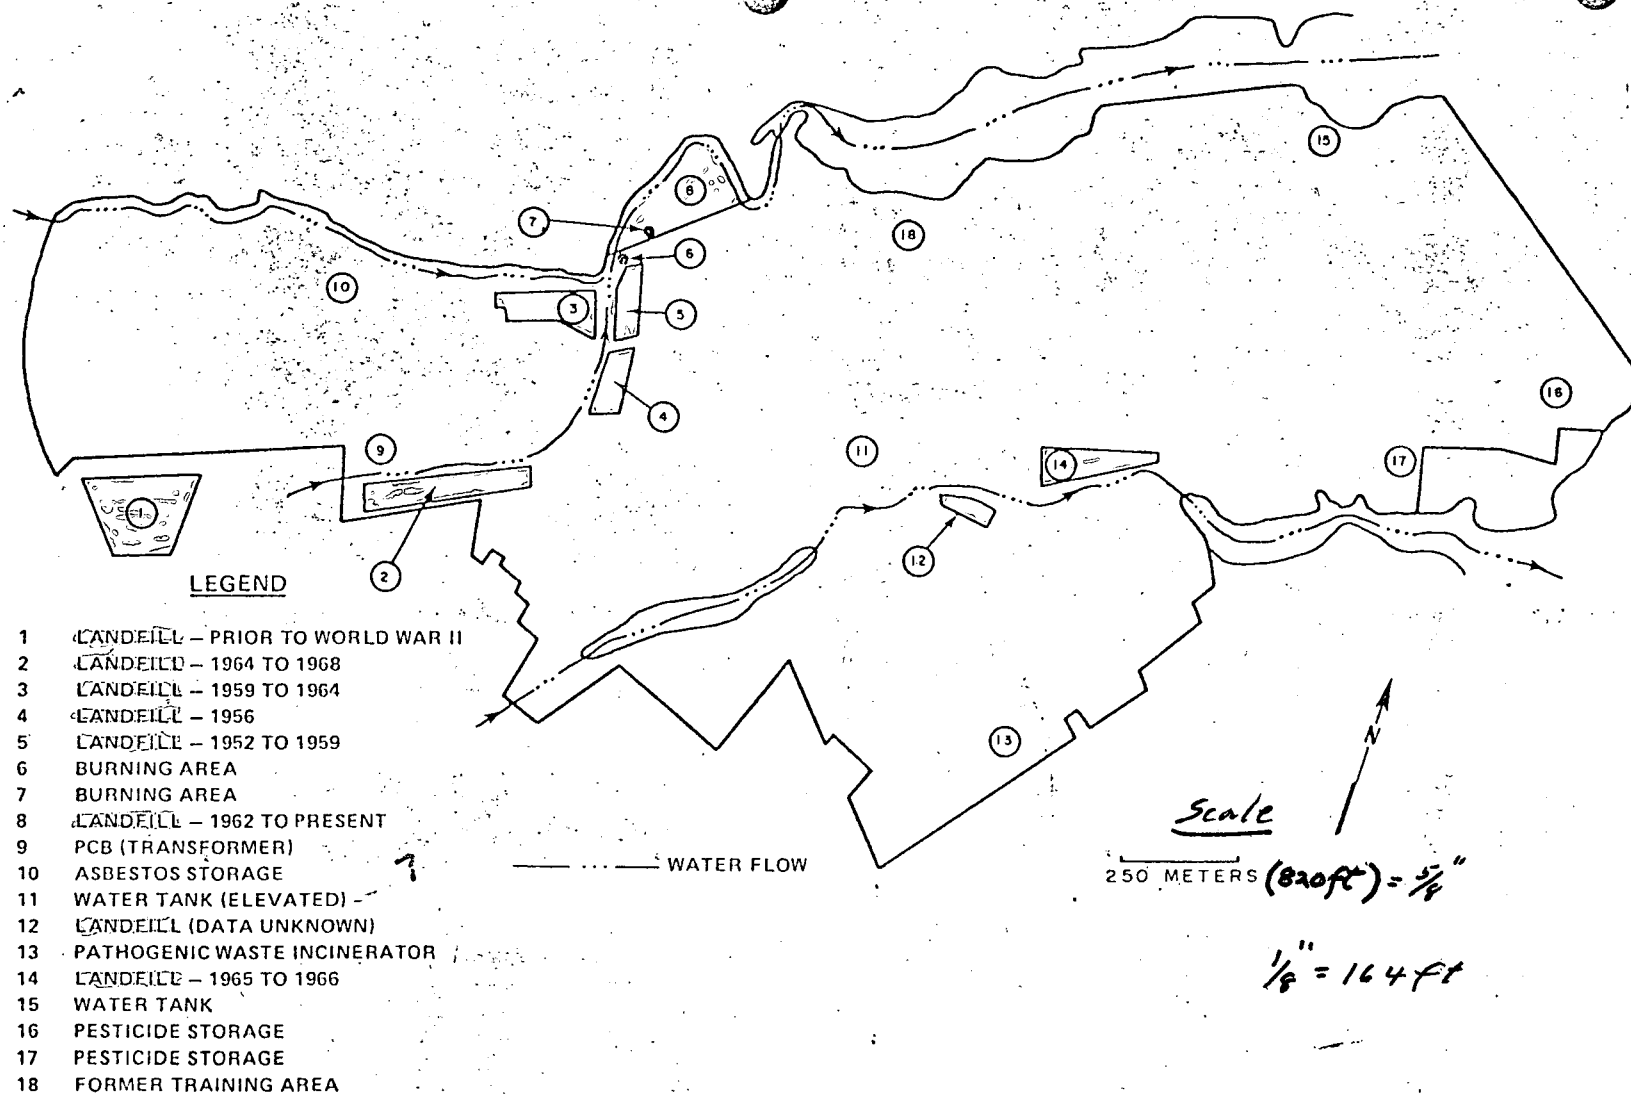 15
8
7
18
6
10
3
5
16
4
9
11
14
17
1
12
2
LEGEND
1 LANDFILL – PRIOR TO WORLD WAR II
2 LANDFILL – 1964 TO 1968
3 LANDFILL – 1959 TO 1964
4 LANDFILL – 1956
5 LANDFILL – 1952 TO 1959
6 BURNING AREA
7 BURNING AREA
8 LANDFILL – 1962 TO PRESENT
9 PCB (TRANSFORMER)
10 ASBESTOS STORAGE
11 WATER TANK (ELEVATED) -
12 LANDFILL (DATA UNKNOWN)
13 PATHOGENIC WASTE INCINERATOR
14 LANDFILL – 1965 TO 1966
15 WATER TANK
16 PESTICIDE STORAGE
17 PESTICIDE STORAGE
18 FORMER TRAINING AREA
?
WATER FLOW
13
N
Scale
250 METERS (820ft) = 5/8"
1/8" = 164 ft